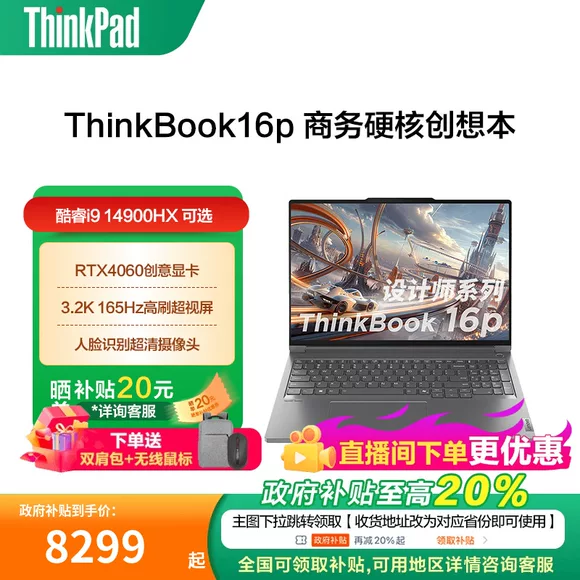 ThinkPad
ThinkBook16p 商务硬核创想本
酷睿i9 14900HX 可选
RTX4060创意显卡
3.2K 165Hz高刷超视屏
人脸识别超清摄像头
设计师系列
ThinkBook 16p
晒补贴20元
*详询客服
20元
下单送
双肩包+无线鼠标
直播间下单更优惠
政府补贴至高20%
主图下拉跳转领取【收货地址改为对应省份即可使用】
政府补贴 再减20%起 领取补贴 >
政府补贴到手价:
8299 起
全国可领取补贴,可用地区详情咨询客服